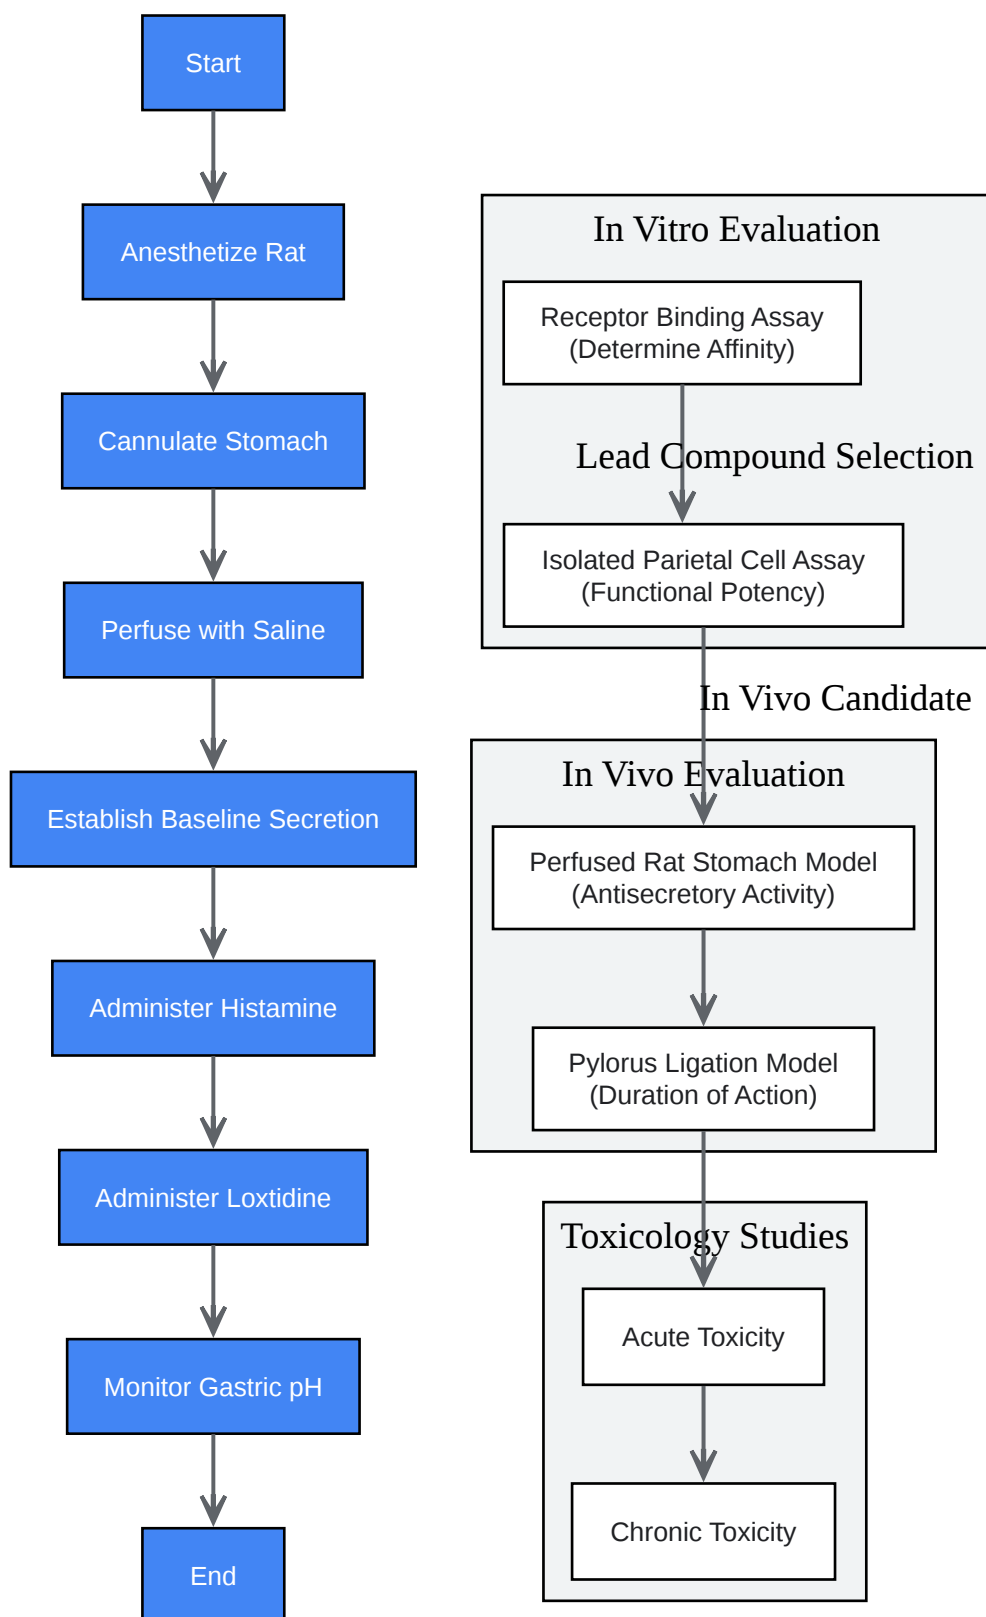 Start
Anesthetize Rat
Cannulate Stomach
Perfuse with Saline
Establish Baseline Secretion
Administer Histamine
Administer Loxtidine
Monitor Gastric pH
End
In Vitro Evaluation
Receptor Binding Assay
(Determine Affinity)
Lead Compound Selection
Isolated Parietal Cell Assay
(Functional Potency)
In Vivo Candidate
In Vivo Evaluation
Perfused Rat Stomach Model
(Antisecretory Activity)
Pylorus Ligation Model
(Duration of Action)
Toxicology Studies
Acute Toxicity
Chronic Toxicity